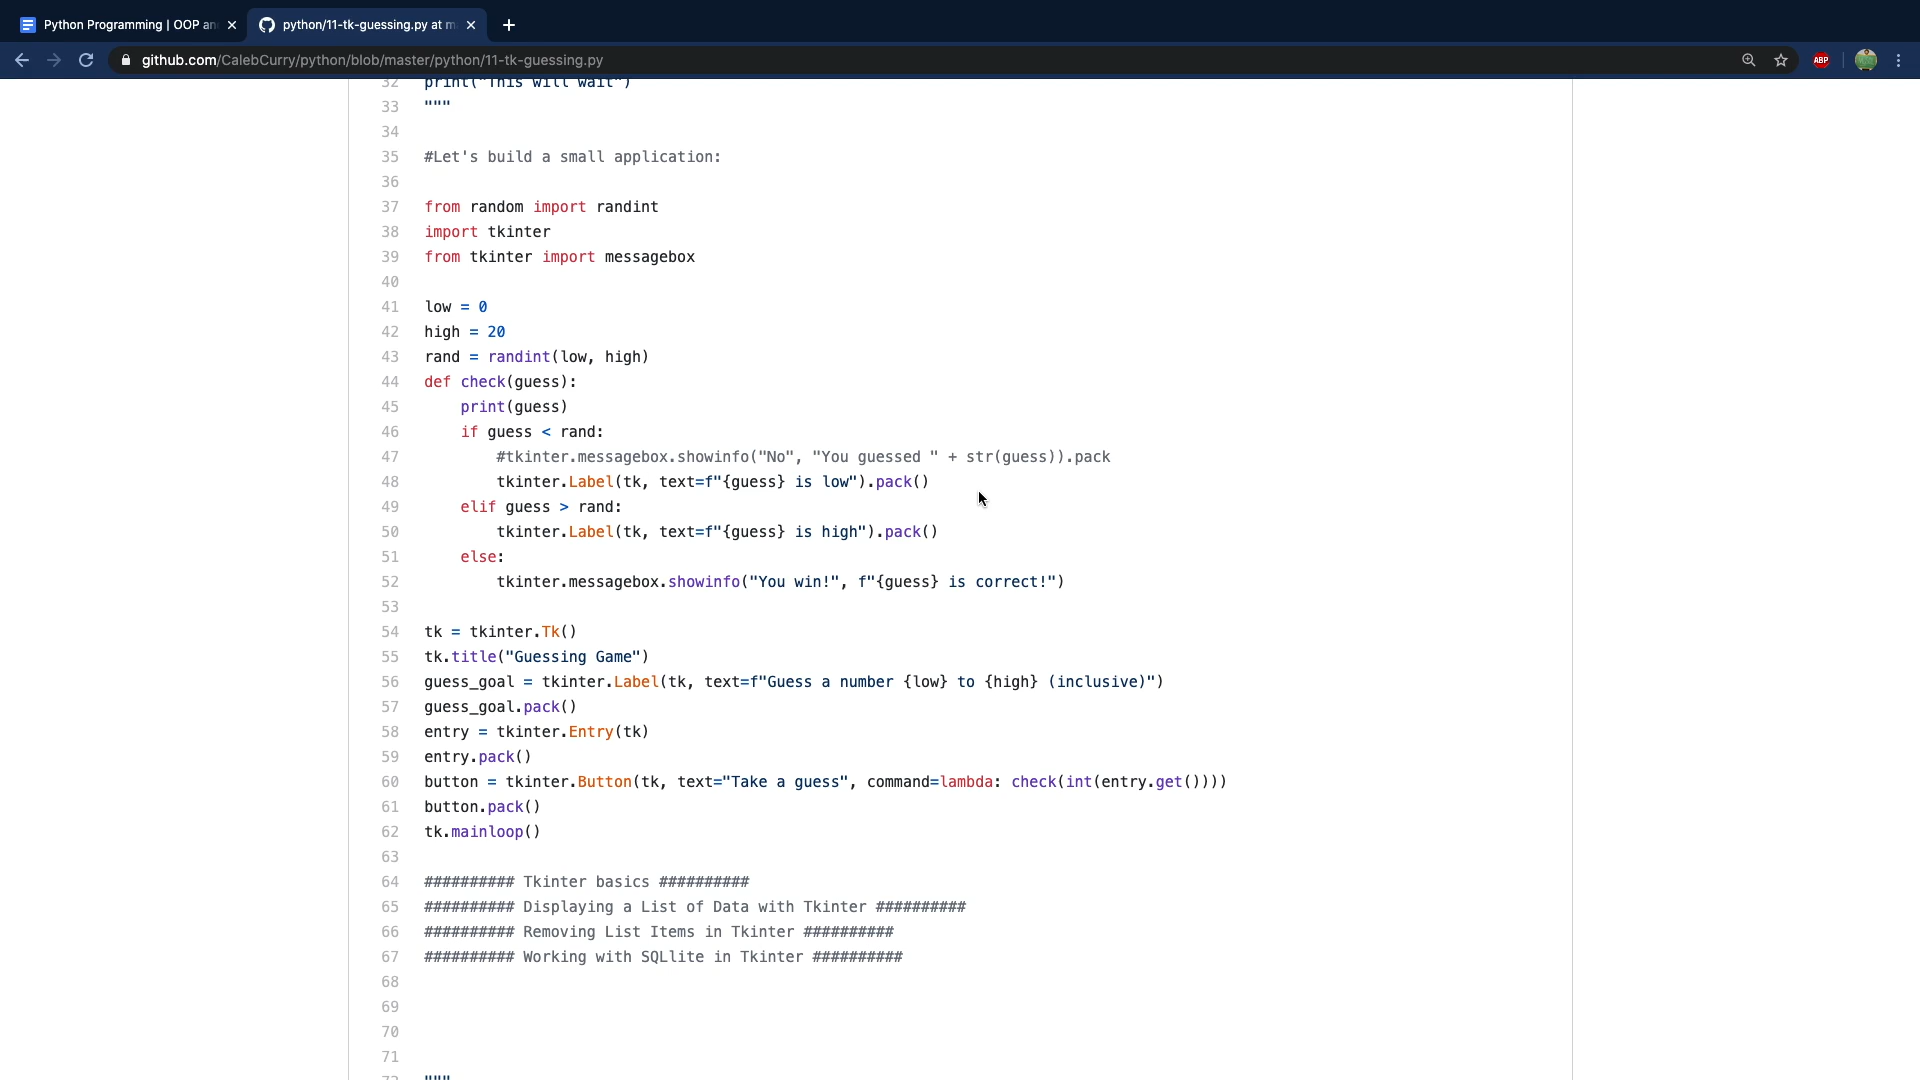 Python Programming | OOP an
python/11-tk-guessing.py at m
github.com/CalebCurry/python/blob/master/python/11-tk-guessing.py
ABP
32 print("This will wait")
33 """
34
35 #Let's build a small application:
36
37 from random import randint
38 import tkinter
39 from tkinter import messagebox
40
41 low = 0
42 high = 20
43 rand = randint(low, high)
44 def check(guess):
45 print(guess)
46 if guess < rand:
47 #tkinter.messagebox.showinfo("No", "You guessed " + str(guess)).pack
48 tkinter.Label(tk, text=f"{guess} is low").pack()
49 elif guess > rand:
50 tkinter.Label(tk, text=f"{guess} is high").pack()
51 else:
52 tkinter.messagebox.showinfo("You win!", f"{guess} is correct!")
53
54 tk = tkinter.Tk()
55 tk.title("Guessing Game")
56 guess_goal = tkinter.Label(tk, text=f"Guess a number {low} to {high} (inclusive)")
57 guess_goal.pack()
58 entry = tkinter.Entry(tk)
59 entry.pack()
60 button = tkinter.Button(tk, text="Take a guess", command=lambda: check(int(entry.get())))
61 button.pack()
62 tk.mainloop()
63
64 ########## Tkinter basics ##########
65 ########## Displaying a List of Data with Tkinter ##########
66 ########## Removing List Items in Tkinter ##########
67 ########## Working with SQLlite in Tkinter ##########
68
69
70
71
72 """